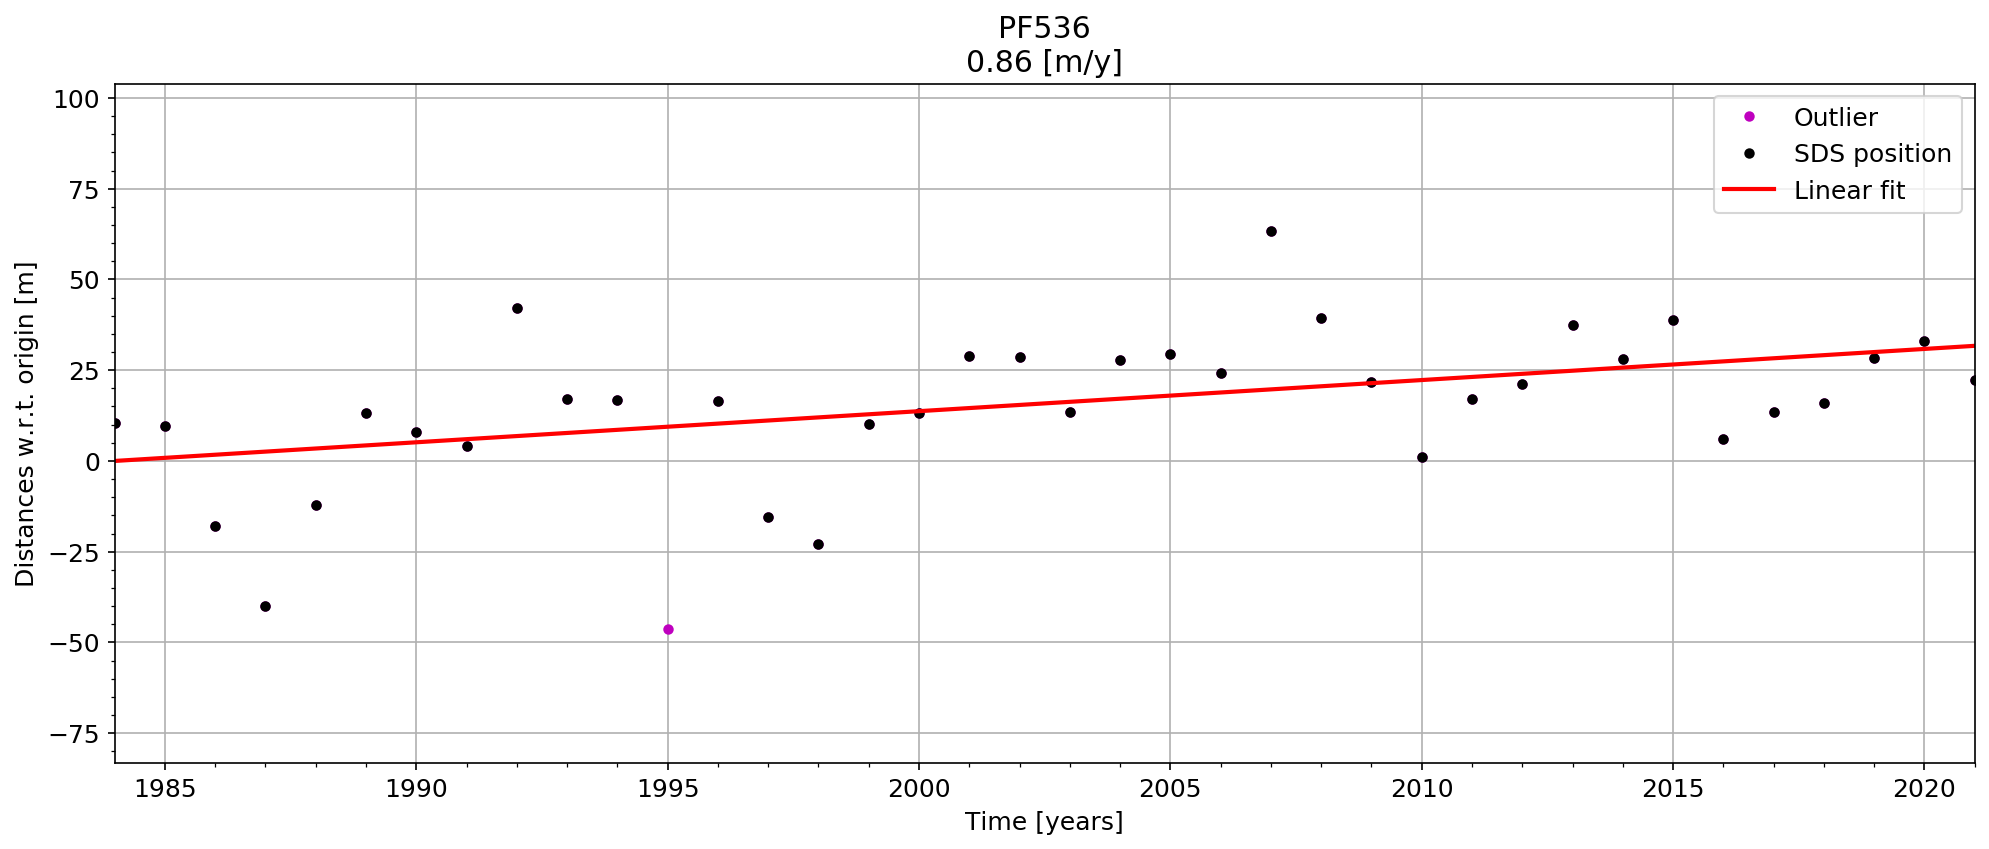 PF536
0.86 [m/y]
Outlier
SDS position
Linear fit
Distances w.r.t. origin [m]
100
75
50
25
0
−25
−50
−75
1985
1990
1995
2000
2005
2010
2015
2020
Time [years]